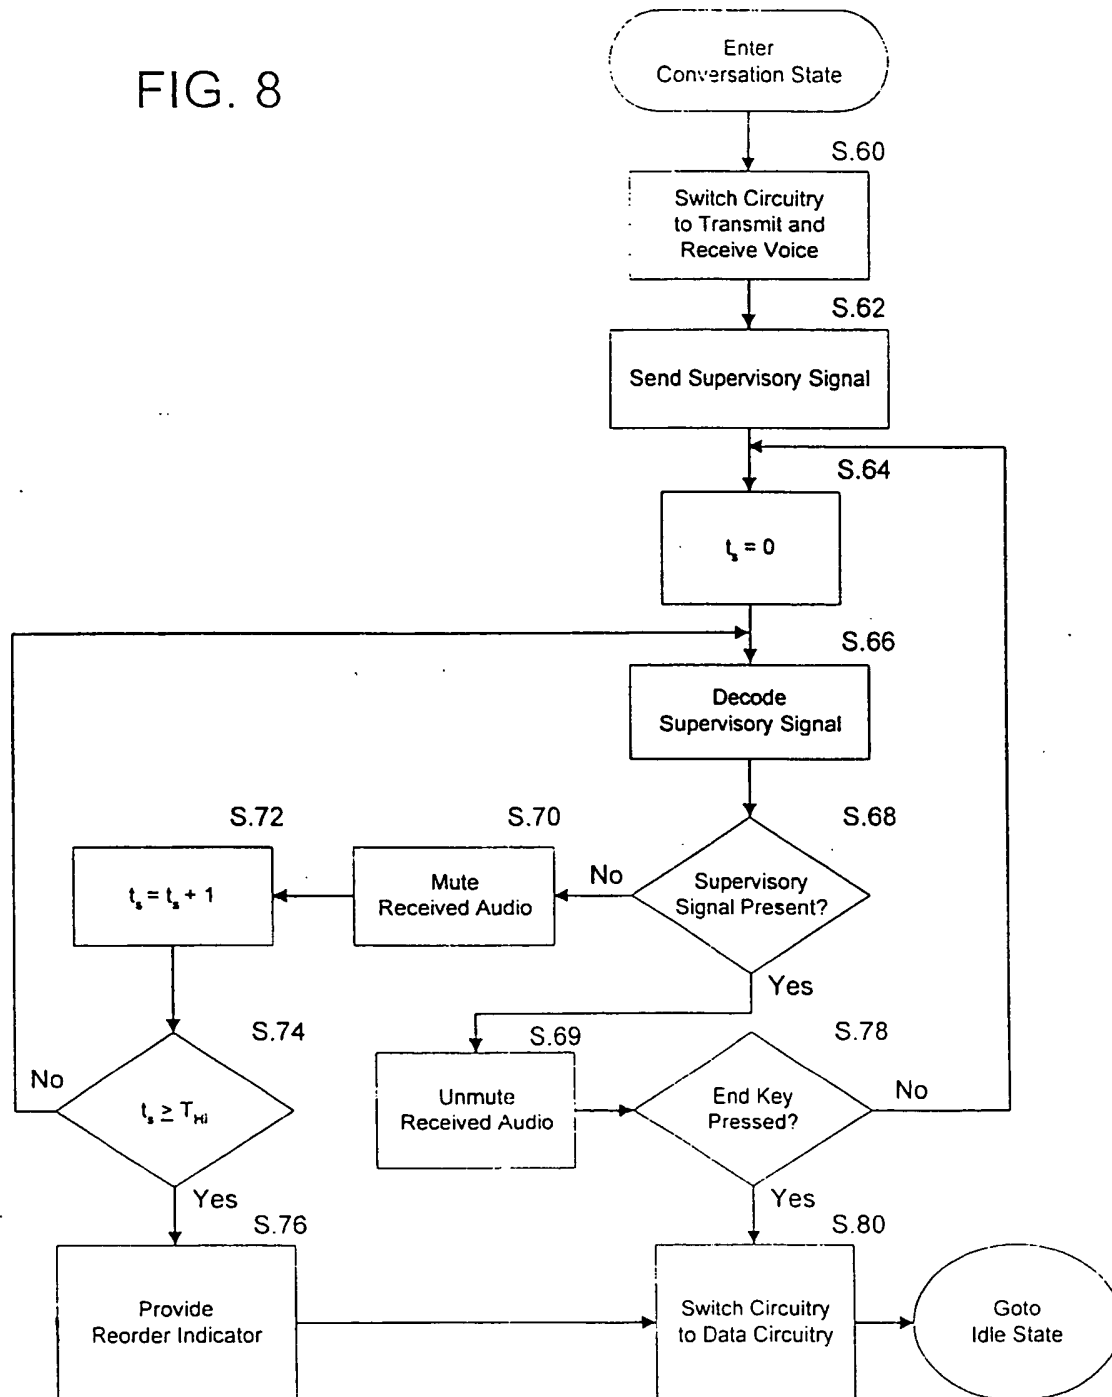 FIG. 8
Enter
Conversation State
S.60
Switch Circuitry
to Transmit and
Receive Voice
S.62
Send Supervisory Signal
S.64
tₛ = 0
S.66
Decode
Supervisory Signal
S.68
Supervisory
Signal Present?
No
Yes
S.70
Mute
Received Audio
S.72
tₛ = tₛ + 1
S.74
tₛ ≥ T_Hi
No
Yes
S.69
Unmute
Received Audio
S.78
End Key
Pressed?
No
Yes
S.76
Provide
Reorder Indicator
S.80
Switch Circuitry
to Data Circuitry
Goto
Idle State